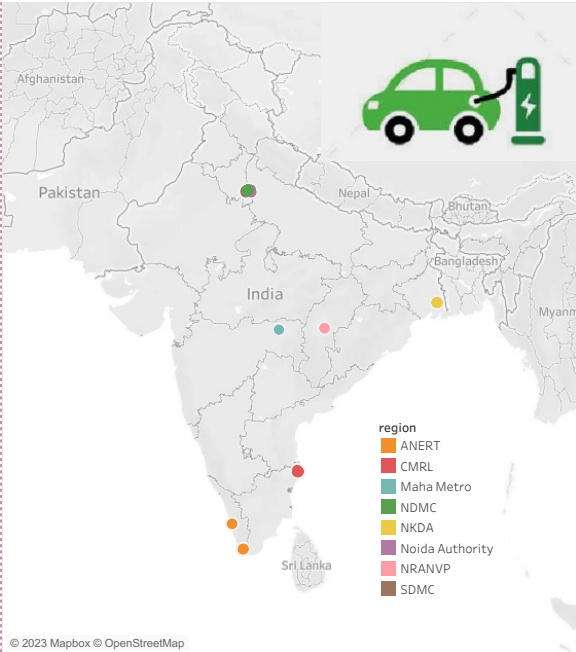 Afghanistan
Pakistan
Nepal
Bhutan
Bangladesh
India
Myanm
region
ANERT
CMRL
Maha Metro
NDMC
NKDA
Noida Authority
NRANVP
SDMC
Sri Lanka
© 2023 Mapbox © OpenStreetMap